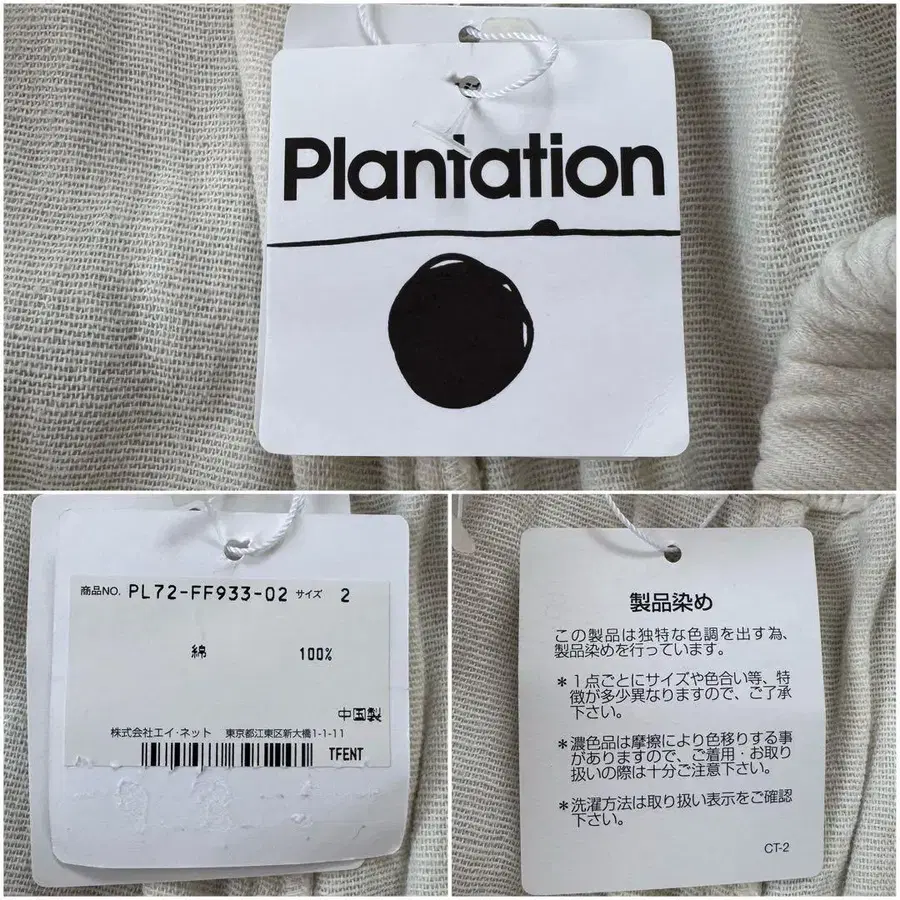 Plantation
商品NO. PL72-FF933-02 サイズ 2
綿 100%
中国製
株式会社エイ・ネット 東京都江東区新大橋1-1-11
TFENT
製品染め
この製品は独特な色調を出す為、
製品染めを行っています。
*1点ごとにサイズや色合い等、特
徴が多少異なりますので、ご了承
下さい。
*濃色品は摩擦により色移りする事
がありますので、ご着用・お取り
扱いの際は十分ご注意下さい。
*洗濯方法は取り扱い表示をご確認
下さい。
CT-2